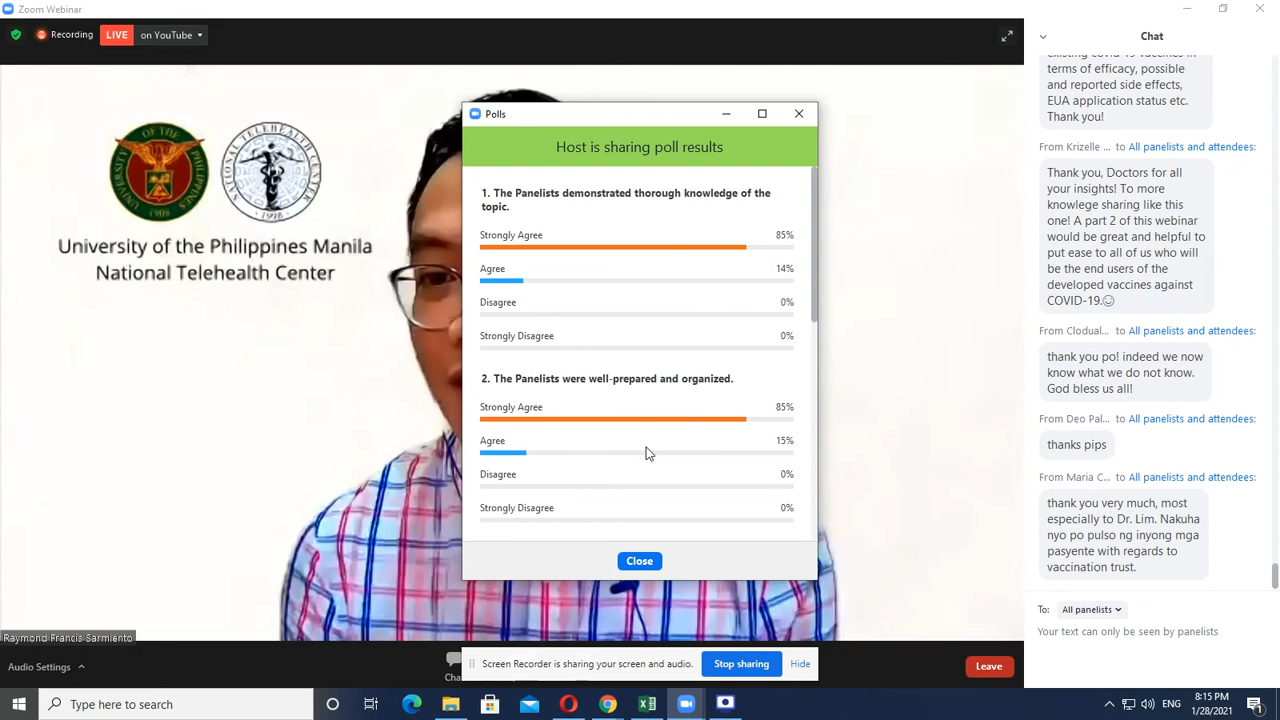 Zoom Webinar
Recording
LIVE
on YouTube
OF THE
UNIVERSITY
PHILIPPINES
1908
NATIONAL TELEHEALTH CENTER
1998
University of the Philippines Manila
National Telehealth Center
Polls
Host is sharing poll results
1. The Panelists demonstrated thorough knowledge of the
topic.
Strongly Agree 85%
Agree 14%
Disagree 0%
Strongly Disagree 0%
2. The Panelists were well-prepared and organized.
Strongly Agree 85%
Agree 15%
Disagree 0%
Strongly Disagree 0%
Close
Raymond Francis Sarmiento
Audio Settings
Screen Recorder is sharing your screen and audio.
Stop sharing
Hide
Leave
Chat
terms of efficacy, possible
and reported side effects,
EUA application status etc.
Thank you!
From Krizelle ... to All panelists and attendees:
Thank you, Doctors for all
your insights! To more
knowlege sharing like this
one! A part 2 of this webinar
would be great and helpful to
put ease to all of us who will
be the end users of the
developed vaccines against
COVID-19.☺
From Clodual... to All panelists and attendees:
thank you po! indeed we now
know what we do not know.
God bless us all!
From Deo Pal... to All panelists and attendees:
thanks pips
From Maria C... to All panelists and attendees:
thank you very much, most
especially to Dr. Lim. Nakuha
nyo po pulso ng inyong mga
pasyente with regards to
vaccination trust.
To: All panelists
Your text can only be seen by panelists
Type here to search
ENG
8:15 PM
1/28/2021
1